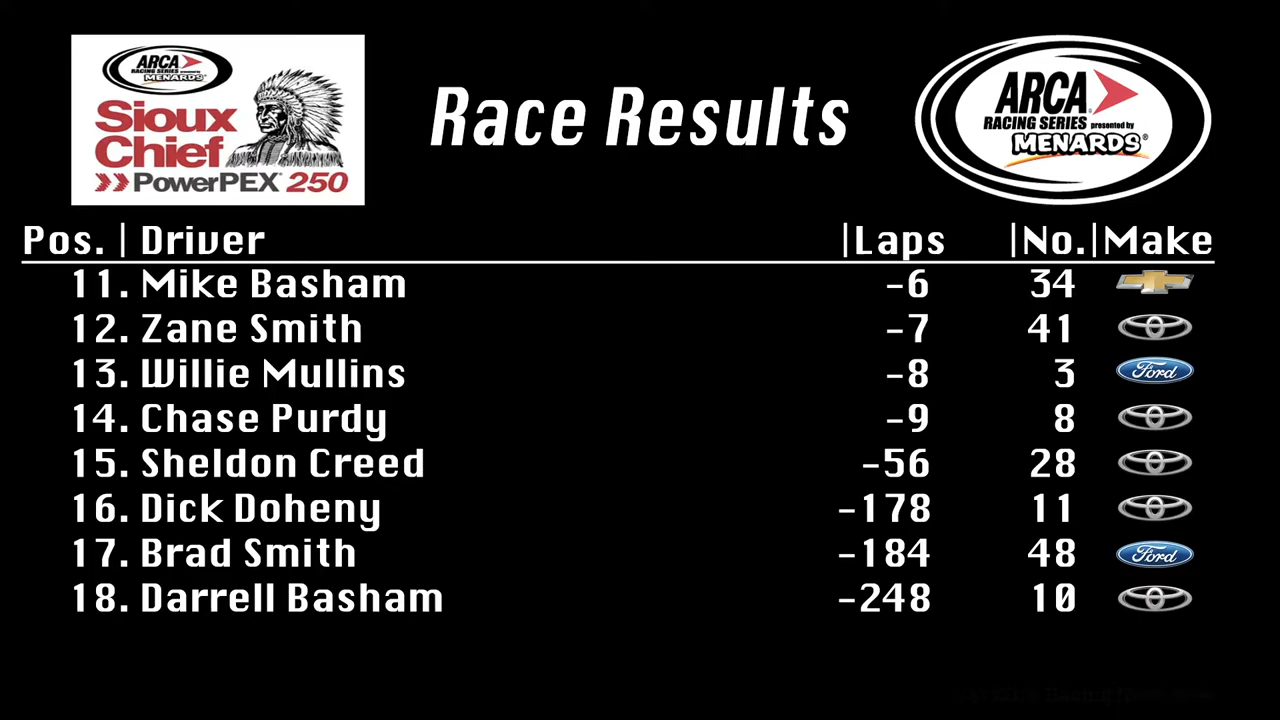 ARCA
RACING SERIES presented by
MENARDS®
Sioux
Chief
PowerPEX® 250
Race Results
ARCA®
RACING SERIES presented by
MENARDS®
Pos. | Driver |Laps |No.|Make
11. Mike Basham -6 34
12. Zane Smith -7 41
13. Willie Mullins -8 3 Ford
14. Chase Purdy -9 8
15. Sheldon Creed -56 28
16. Dick Doheny -178 11
17. Brad Smith -184 48 Ford
18. Darrell Basham -248 10